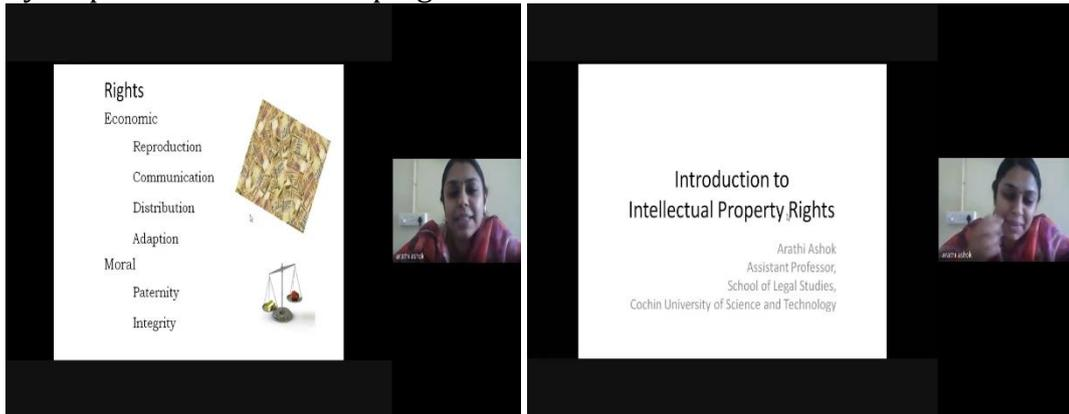 Rights
Economic
Reproduction
Communication
Distribution
Adaption
Moral
Paternity
Integrity
arathi ashok
Introduction to
Intellectual Property Rights
Arathi Ashok
Assistant Professor,
School of Legal Studies,
Cochin University of Science and Technology
arathi ashok